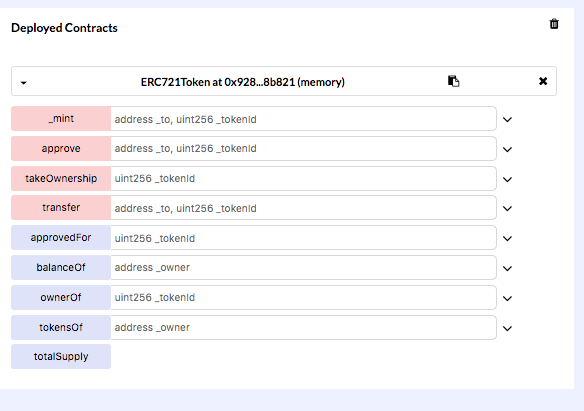 Deployed Contracts
ERC721Token at 0x928...8b821 (memory)
_mint address _to, uint256 _tokenId
approve address _to, uint256 _tokenId
takeOwnership uint256 _tokenId
transfer address _to, uint256 _tokenId
approvedFor uint256 _tokenId
balanceOf address _owner
ownerOf uint256 _tokenId
tokensOf address _owner
totalSupply